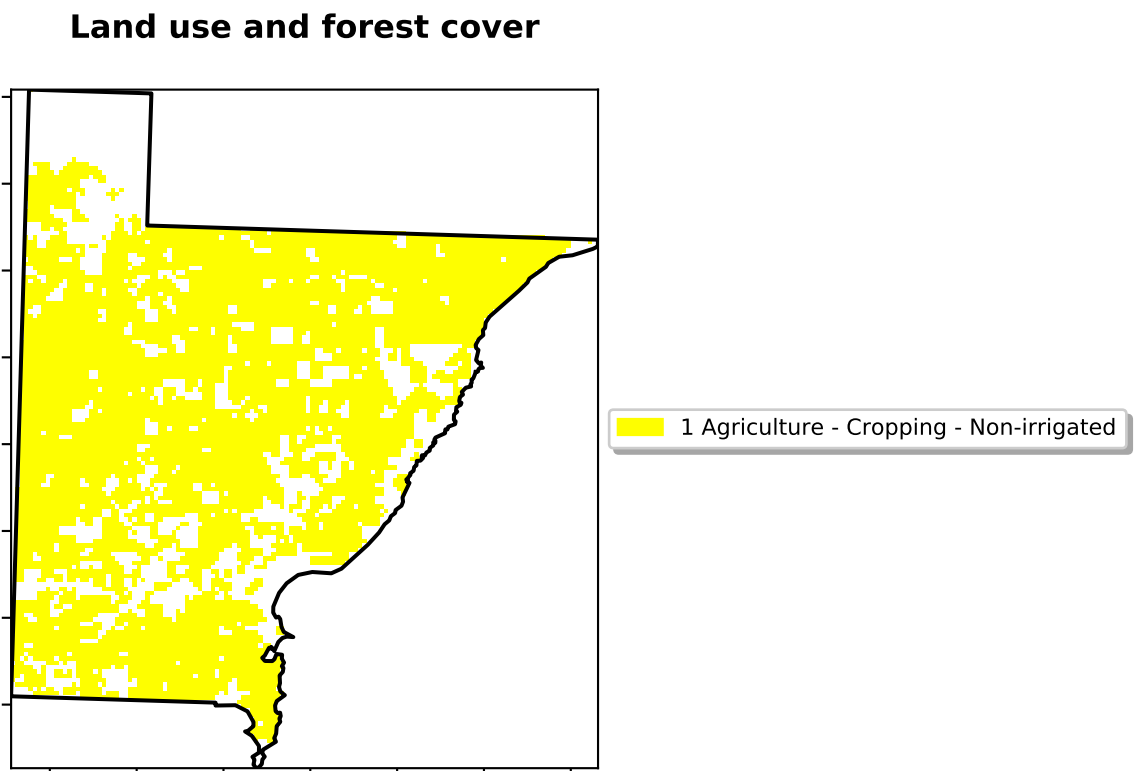 Land use and forest cover
1 Agriculture - Cropping - Non-irrigated